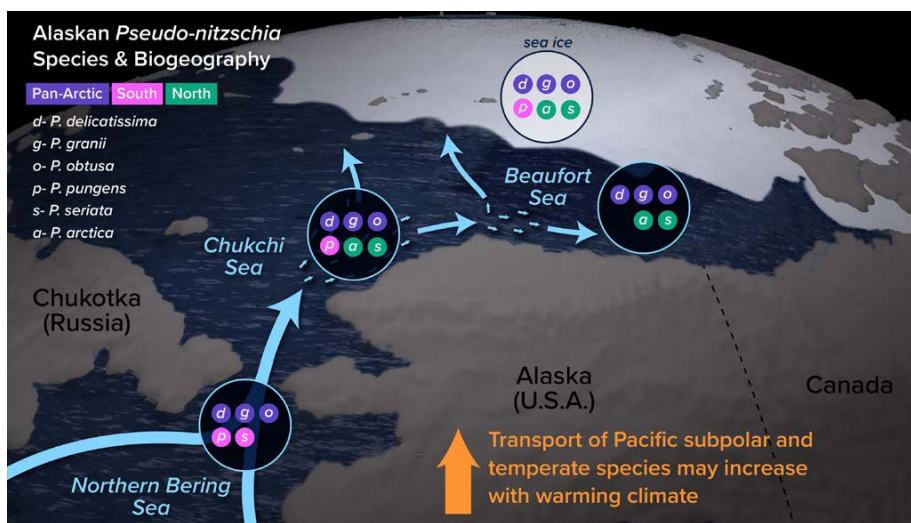 Alaskan Pseudo-nitzschia
Species & Biogeography
Pan-Arctic South North
d- P. delicatissima
g- P. granii
o- P. obtusa
p- P. pungens
s- P. seriata
a- P. arctica
sea ice
d g o
p a s
Beaufort
Sea
d g o
a s
d g o
p a s
Chukchi
Sea
Chukotka
(Russia)
Alaska
(U.S.A.)
Canada
d g o
p s
Northern Bering
Sea
Transport of Pacific subpolar and
temperate species may increase
with warming climate